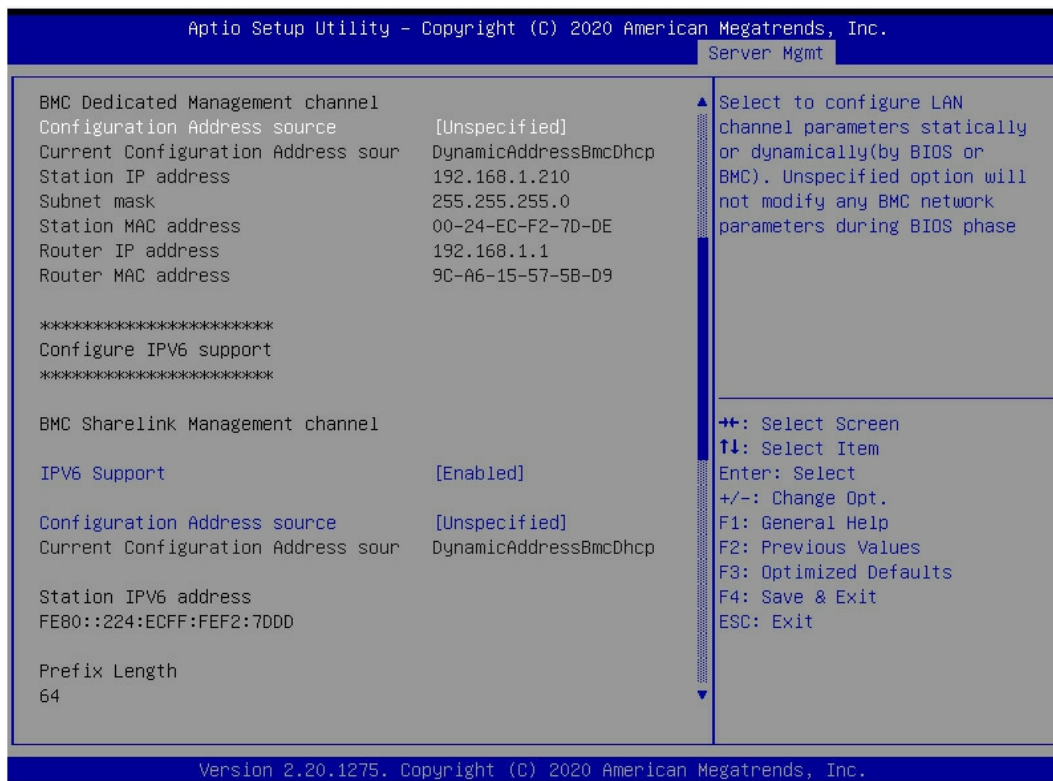 Aptio Setup Utility – Copyright (C) 2020 American Megatrends, Inc.
Server Mgmt
BMC Dedicated Management channel
Configuration Address source [Unspecified]
Current Configuration Address sour DynamicAddressBmcDhcp
Station IP address 192.168.1.210
Subnet mask 255.255.255.0
Station MAC address 00-24-EC-F2-7D-DE
Router IP address 192.168.1.1
Router MAC address 9C-A6-15-57-5B-D9
**********************
Configure IPV6 support
**********************
BMC Sharelink Management channel
IPV6 Support [Enabled]
Configuration Address source [Unspecified]
Current Configuration Address sour DynamicAddressBmcDhcp
Station IPV6 address
FE80::224:ECFF:FEF2:7DDD
Prefix Length
64
Select to configure LAN
channel parameters statically
or dynamically(by BIOS or
BMC). Unspecified option will
not modify any BMC network
parameters during BIOS phase
→←: Select Screen
↑↓: Select Item
Enter: Select
+/-: Change Opt.
F1: General Help
F2: Previous Values
F3: Optimized Defaults
F4: Save & Exit
ESC: Exit
Version 2.20.1275. Copyright (C) 2020 American Megatrends, Inc.